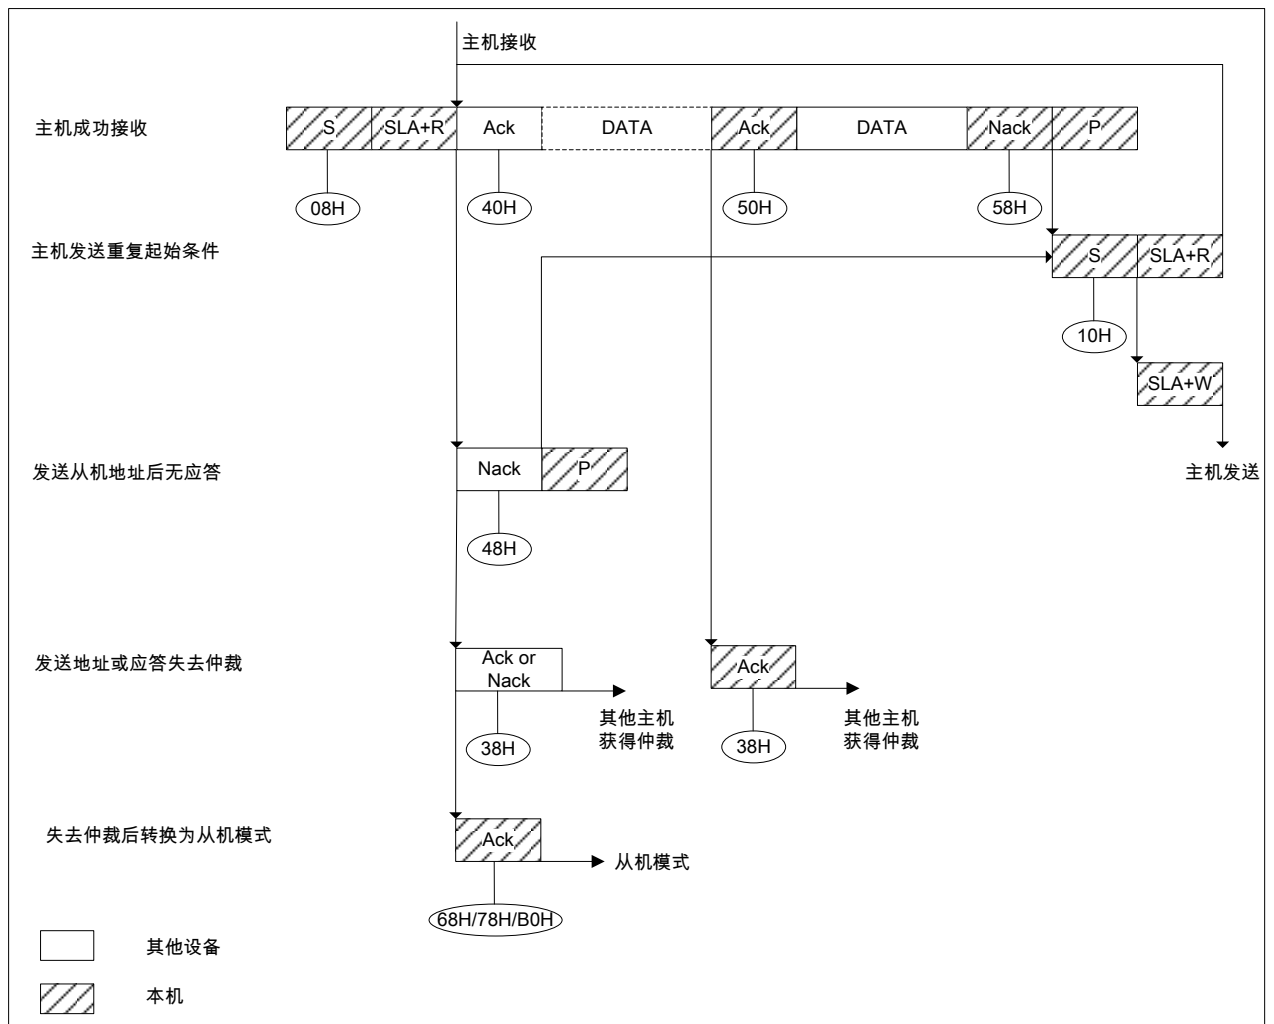 主机接收
主机成功接收
S SLA+R Ack DATA Ack DATA Nack P
08H 40H 50H 58H
主机发送重复起始条件
S SLA+R
10H
SLA+W
发送从机地址后无应答
Nack P
主机发送
48H
发送地址或应答失去仲裁
Ack or
Nack
Ack
其他主机
获得仲裁
其他主机
获得仲裁
38H 38H
失去仲裁后转换为从机模式
Ack
从机模式
68H/78H/B0H
其他设备
本机